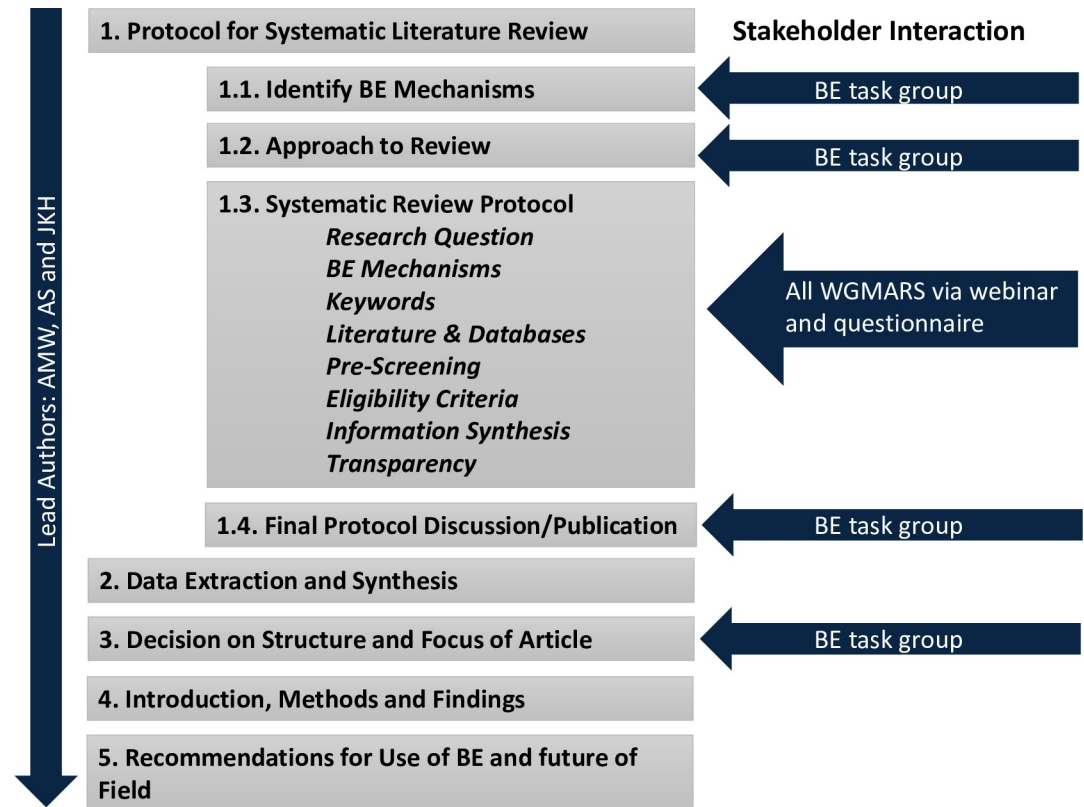 1. Protocol for Systematic Literature Review
Stakeholder Interaction
1.1. Identify BE Mechanisms
BE task group
1.2. Approach to Review
BE task group
1.3. Systematic Review Protocol
Research Question
BE Mechanisms
Keywords
Literature & Databases
Pre-Screening
Eligibility Criteria
Information Synthesis
Transparency
All WGMARS via webinar
and questionnaire
1.4. Final Protocol Discussion/Publication
BE task group
2. Data Extraction and Synthesis
3. Decision on Structure and Focus of Article
BE task group
4. Introduction, Methods and Findings
5. Recommendations for Use of BE and future of
Field
Lead Authors: AMW, AS and JKH